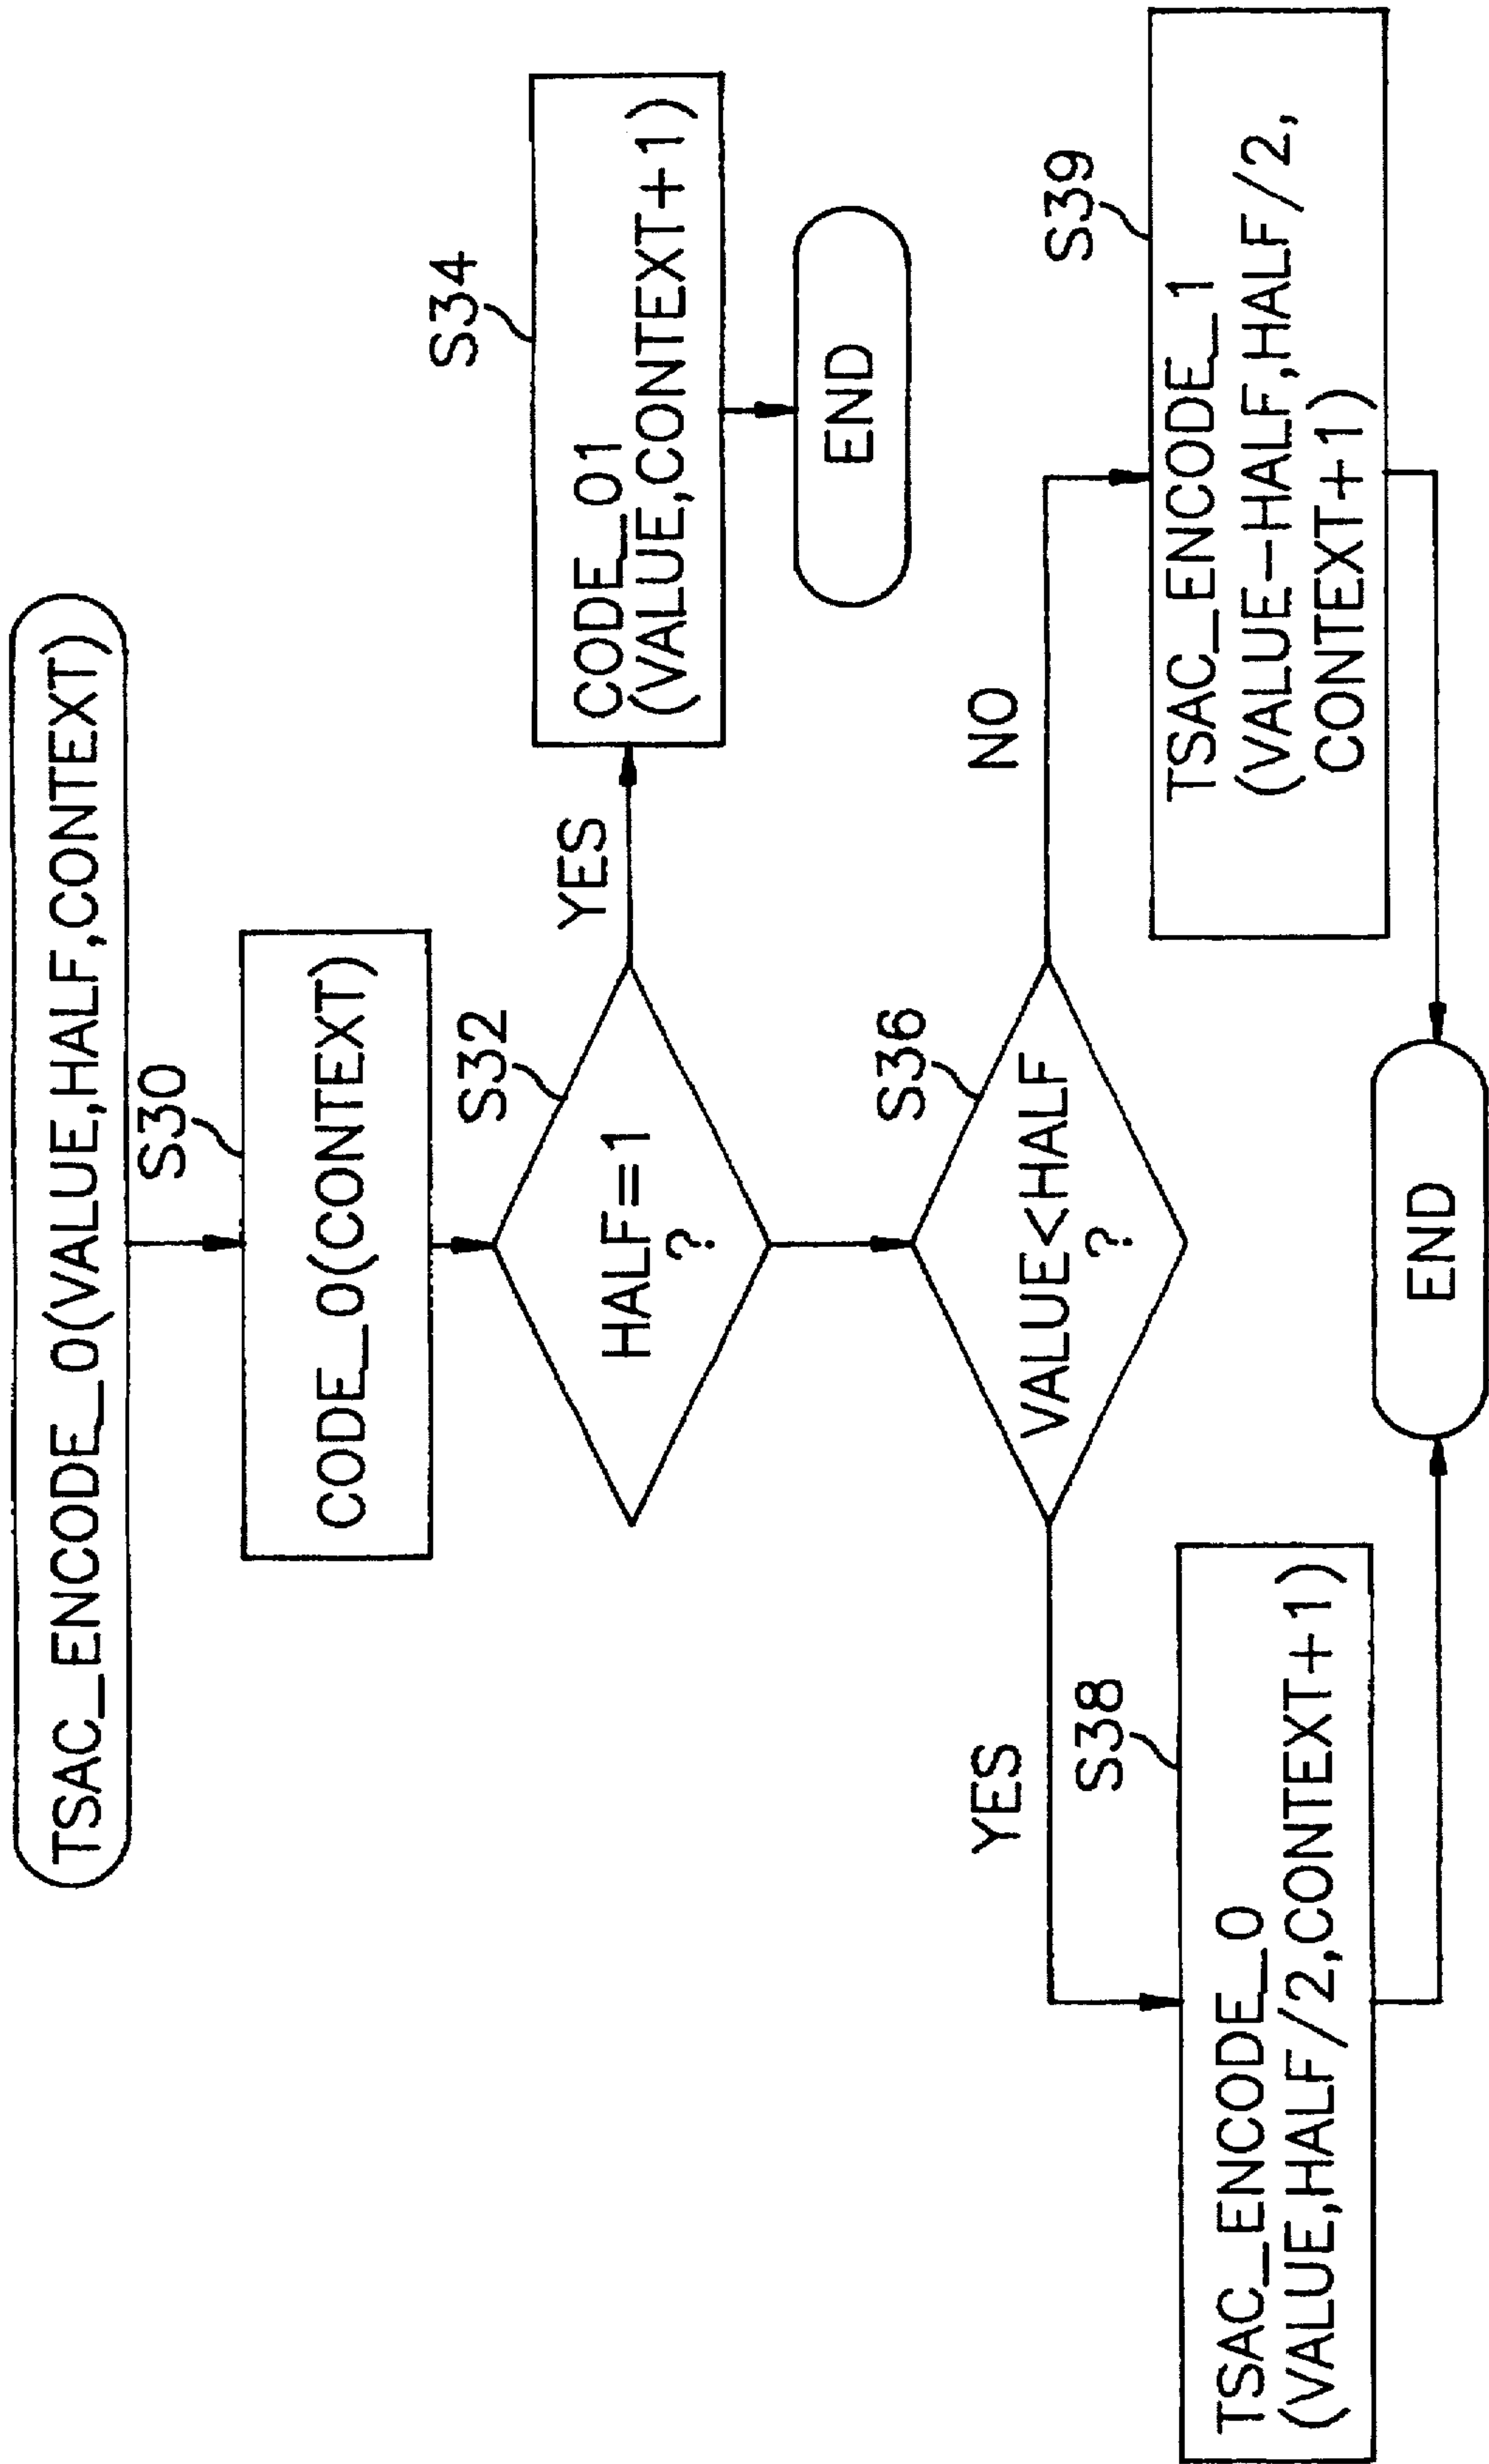 TSAC_ENCODE_0(VALUE,HALF,CONTEXT)
S30
CODE_0(CONTEXT)
S32
HALF=1
?
YES
S34
CODE_01
(VALUE,CONTEXT+1)
END
S36
VALUE<HALF
?
YES
NO
S38
TSAC_ENCODE_0
(VALUE,HALF/2,CONTEXT+1)
S39
TSAC_ENCODE_1
(VALUE-HALF,HALF/2,
CONTEXT+1)
END